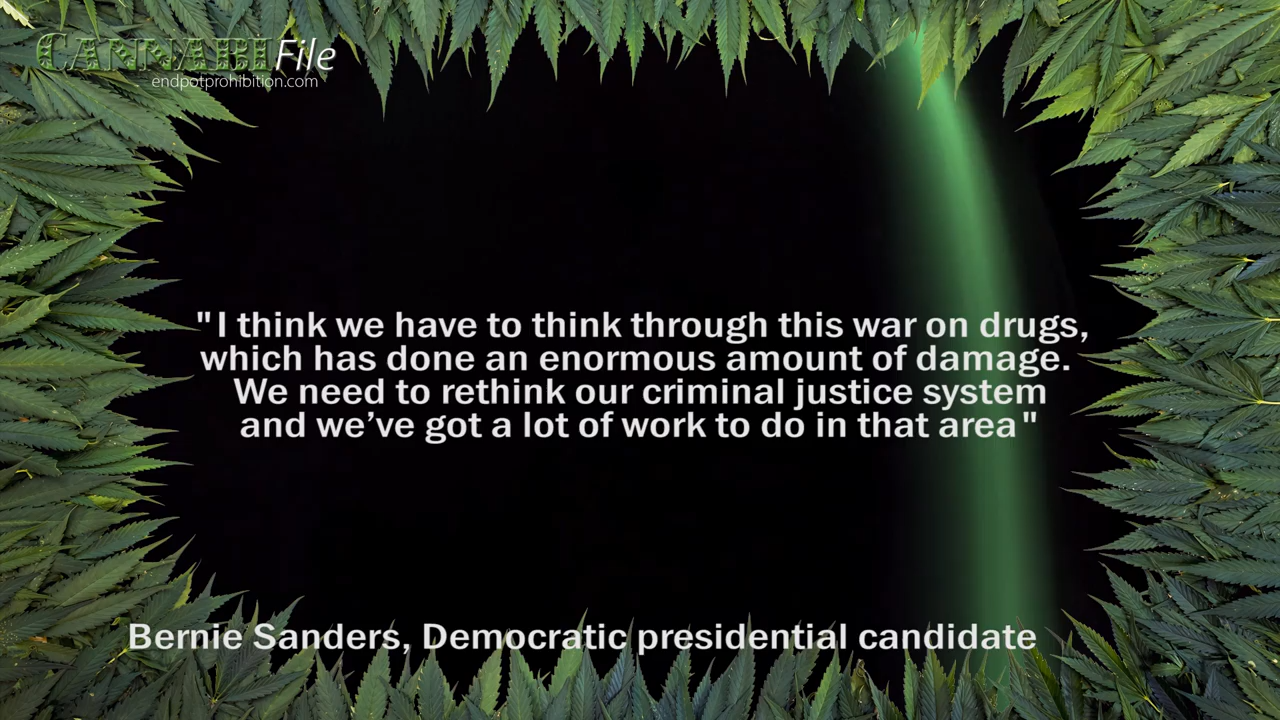 CANNABIFile
endpotprohibition.com
"I think we have to think through this war on drugs,
which has done an enormous amount of damage.
We need to rethink our criminal justice system
and we’ve got a lot of work to do in that area"
Bernie Sanders, Democratic presidential candidate